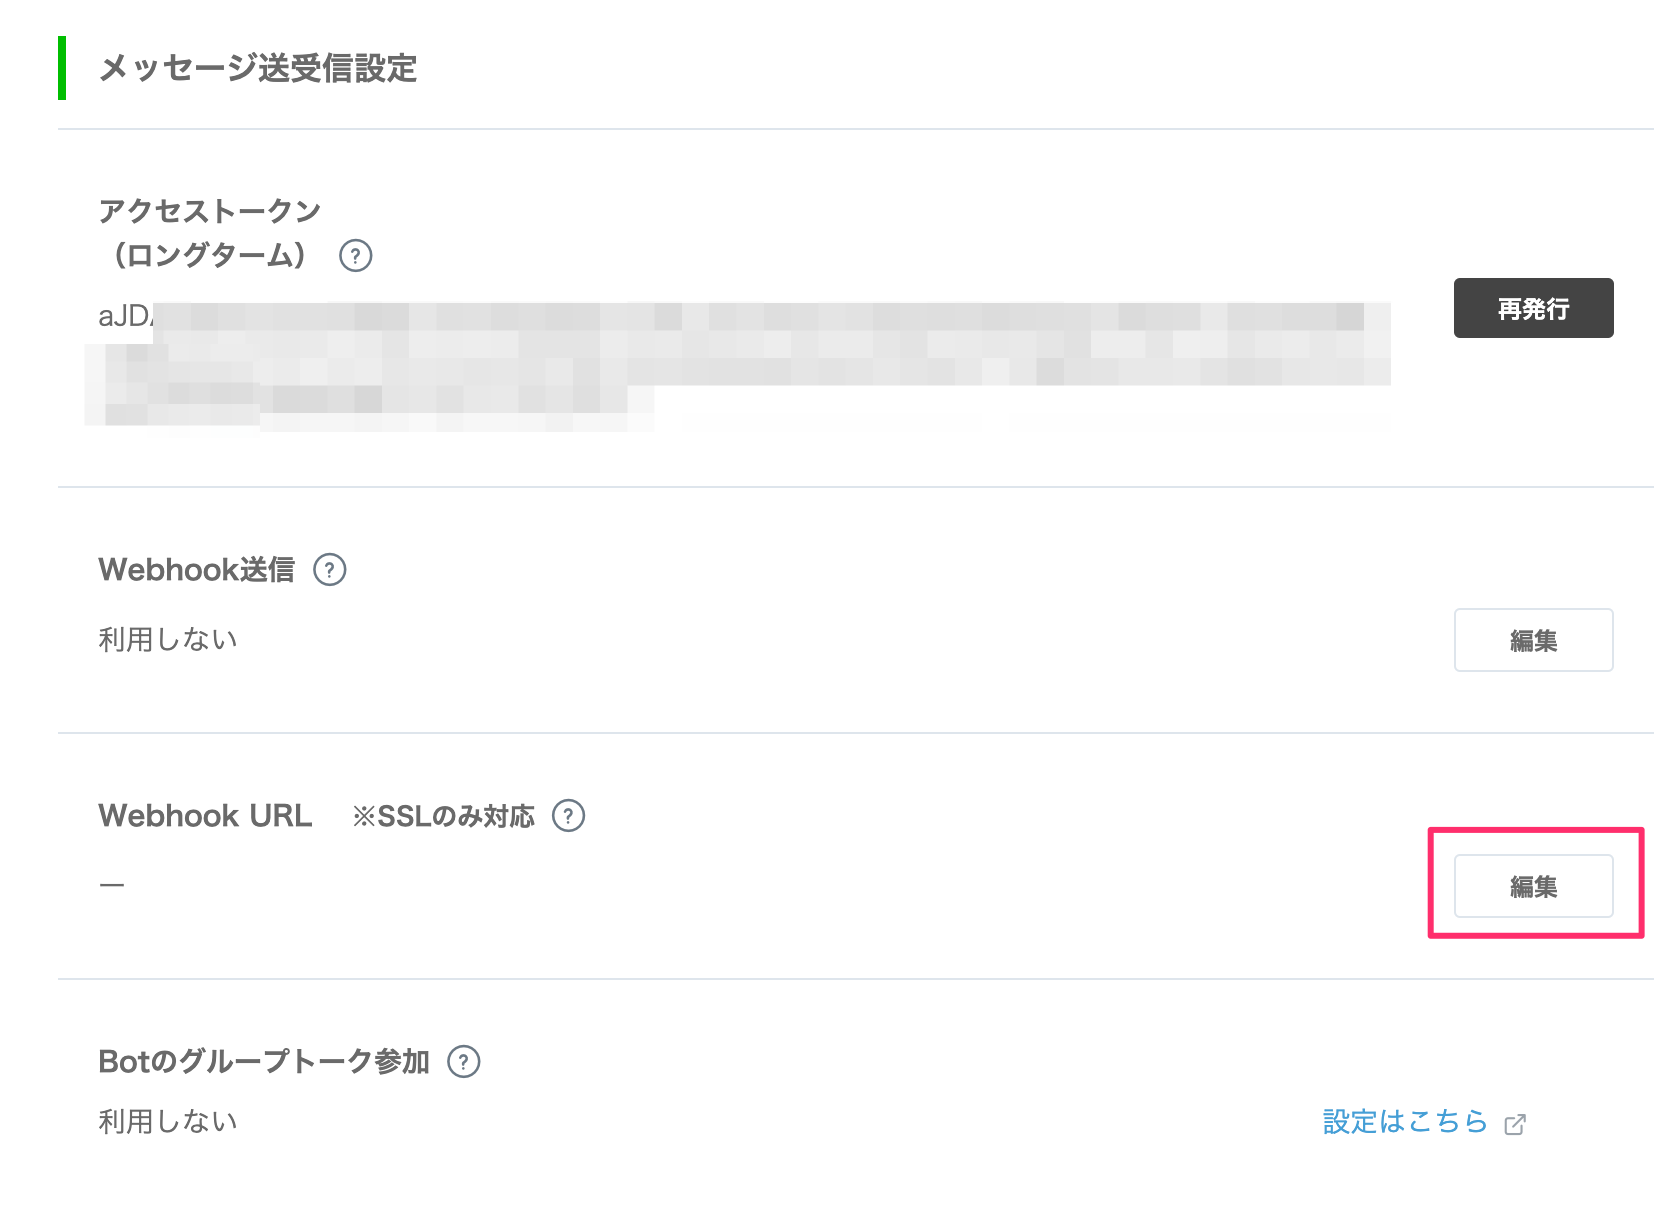 メッセージ送受信設定
アクセストークン
（ロングターム） ?
aJD
再発行
Webhook送信 ?
利用しない
編集
Webhook URL ※SSLのみ対応 ?
—
編集
Botのグループトーク参加 ?
利用しない
設定はこちら